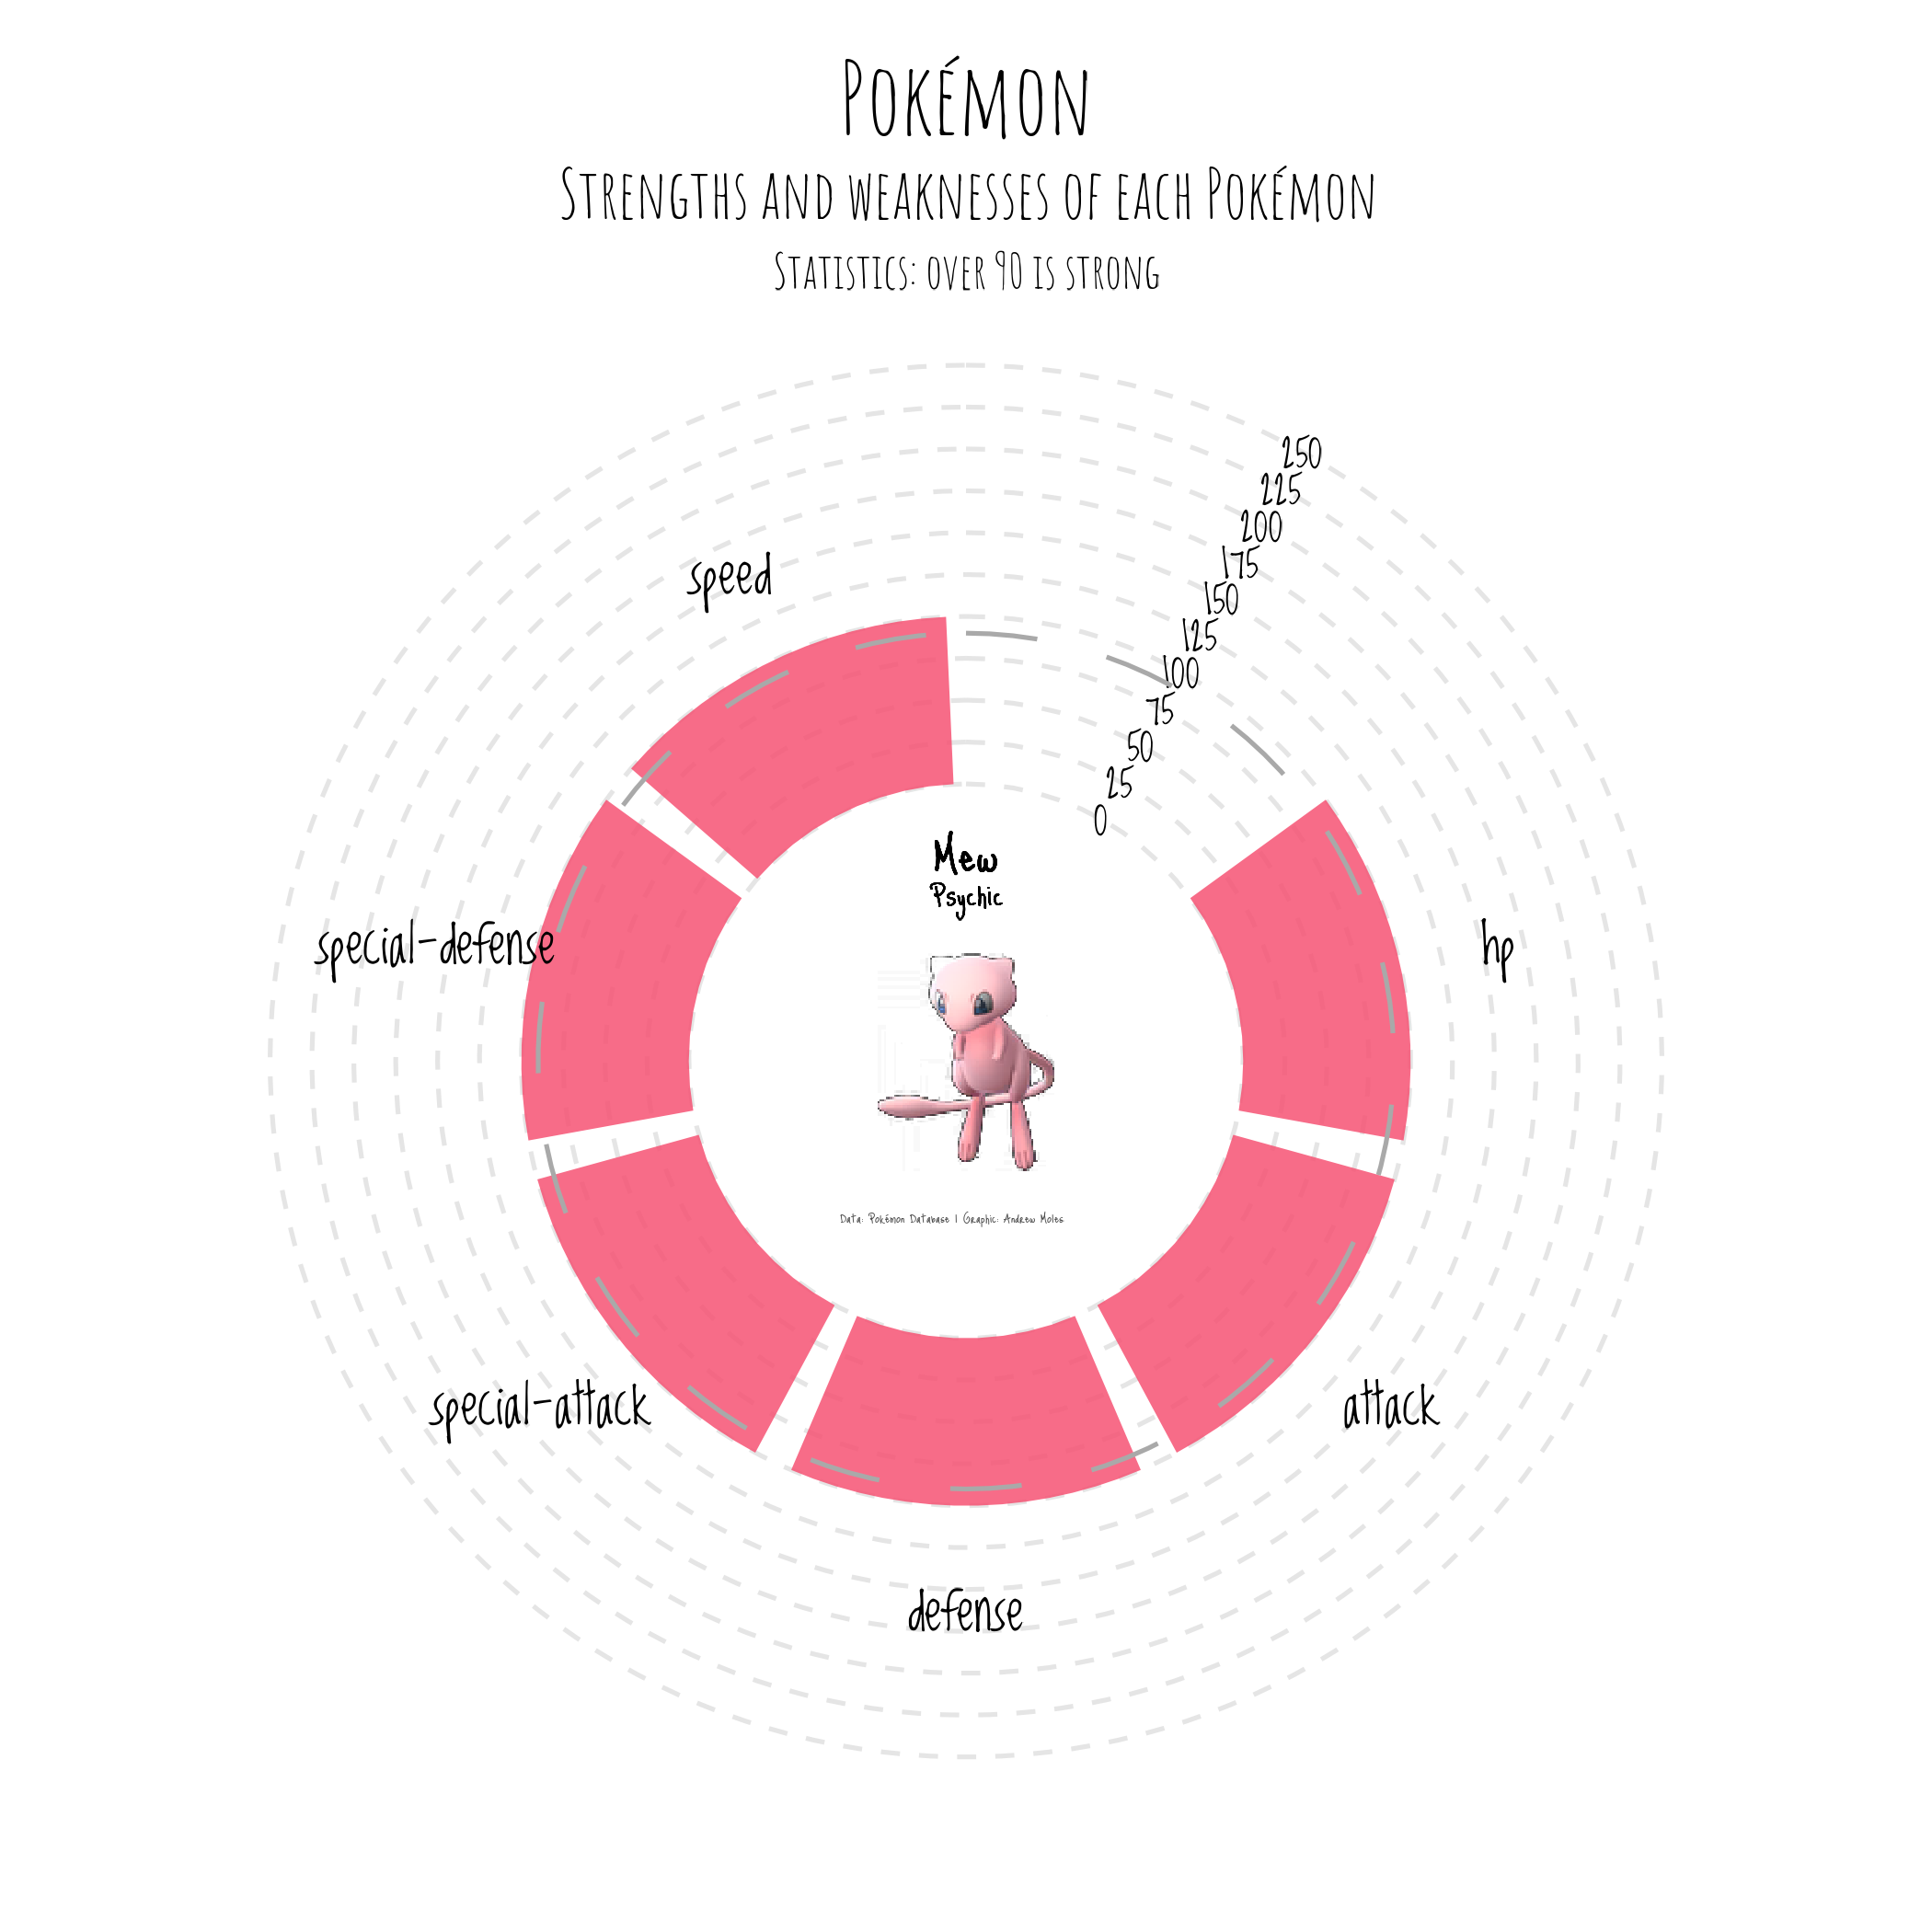 Pokémon
Strengths and weaknesses of each Pokémon
Statistics: over 90 is strong
250
225
200
175
150
125
100
75
50
25
0
speed
special-defense
hp
Mew
Psychic
Data: Pokémon Database | Graphic: Andrew Moles
special-attack
attack
defense